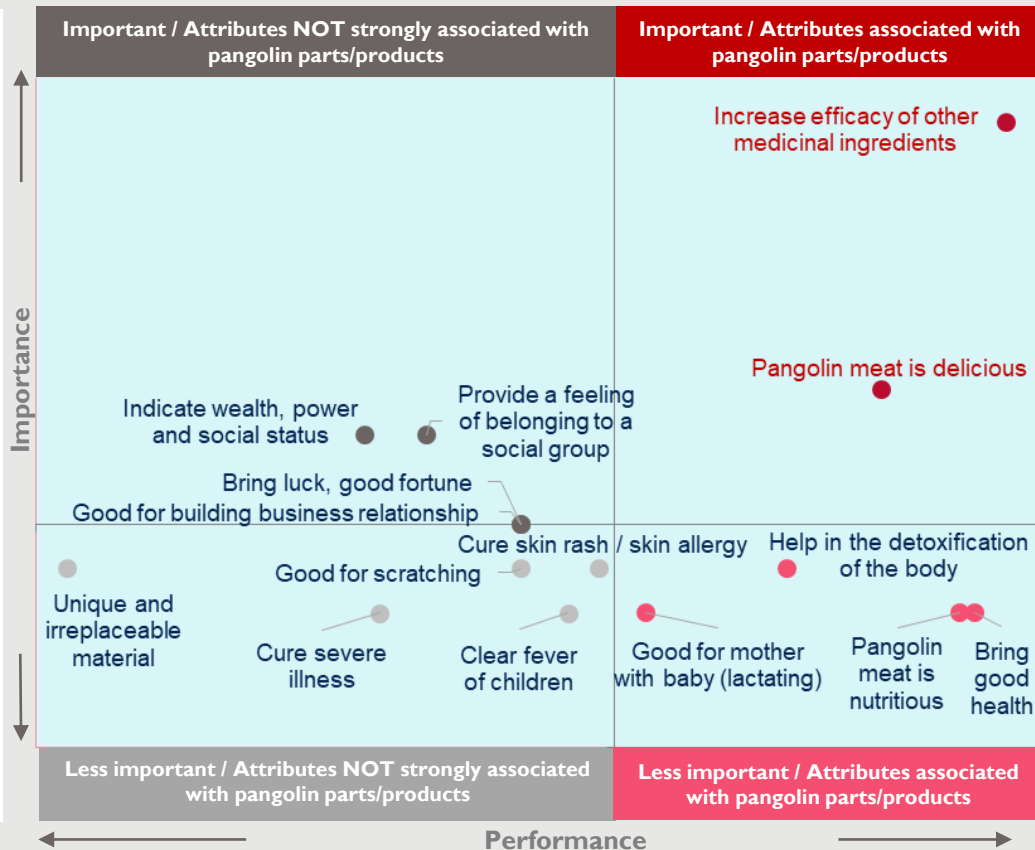 Important / Attributes NOT strongly associated with
pangolin parts/products
Important / Attributes associated with
pangolin parts/products
Increase efficacy of other
medicinal ingredients
Pangolin meat is delicious
Importance
Indicate wealth, power
and social status
Provide a feeling
of belonging to a
social group
Bring luck, good fortune
Good for building business relationship
Cure skin rash / skin allergy
Help in the detoxification
of the body
Good for scratching
Unique and
irreplaceable
material
Cure severe
illness
Clear fever
of children
Good for mother
with baby (lactating)
Pangolin
meat is
nutritious
Bring
good
health
Less important / Attributes NOT strongly associated
with pangolin parts/products
Less important / Attributes associated
with pangolin parts/products
Performance